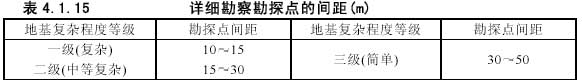 表 4.1.15 详细勘察勘探点的间距(m)
地基复杂程度等级 勘探点间距 地基复杂程度等级 勘探点间距
一级(复杂) 10～15
三级(简单) 30～50
二级(中等复杂) 15～30